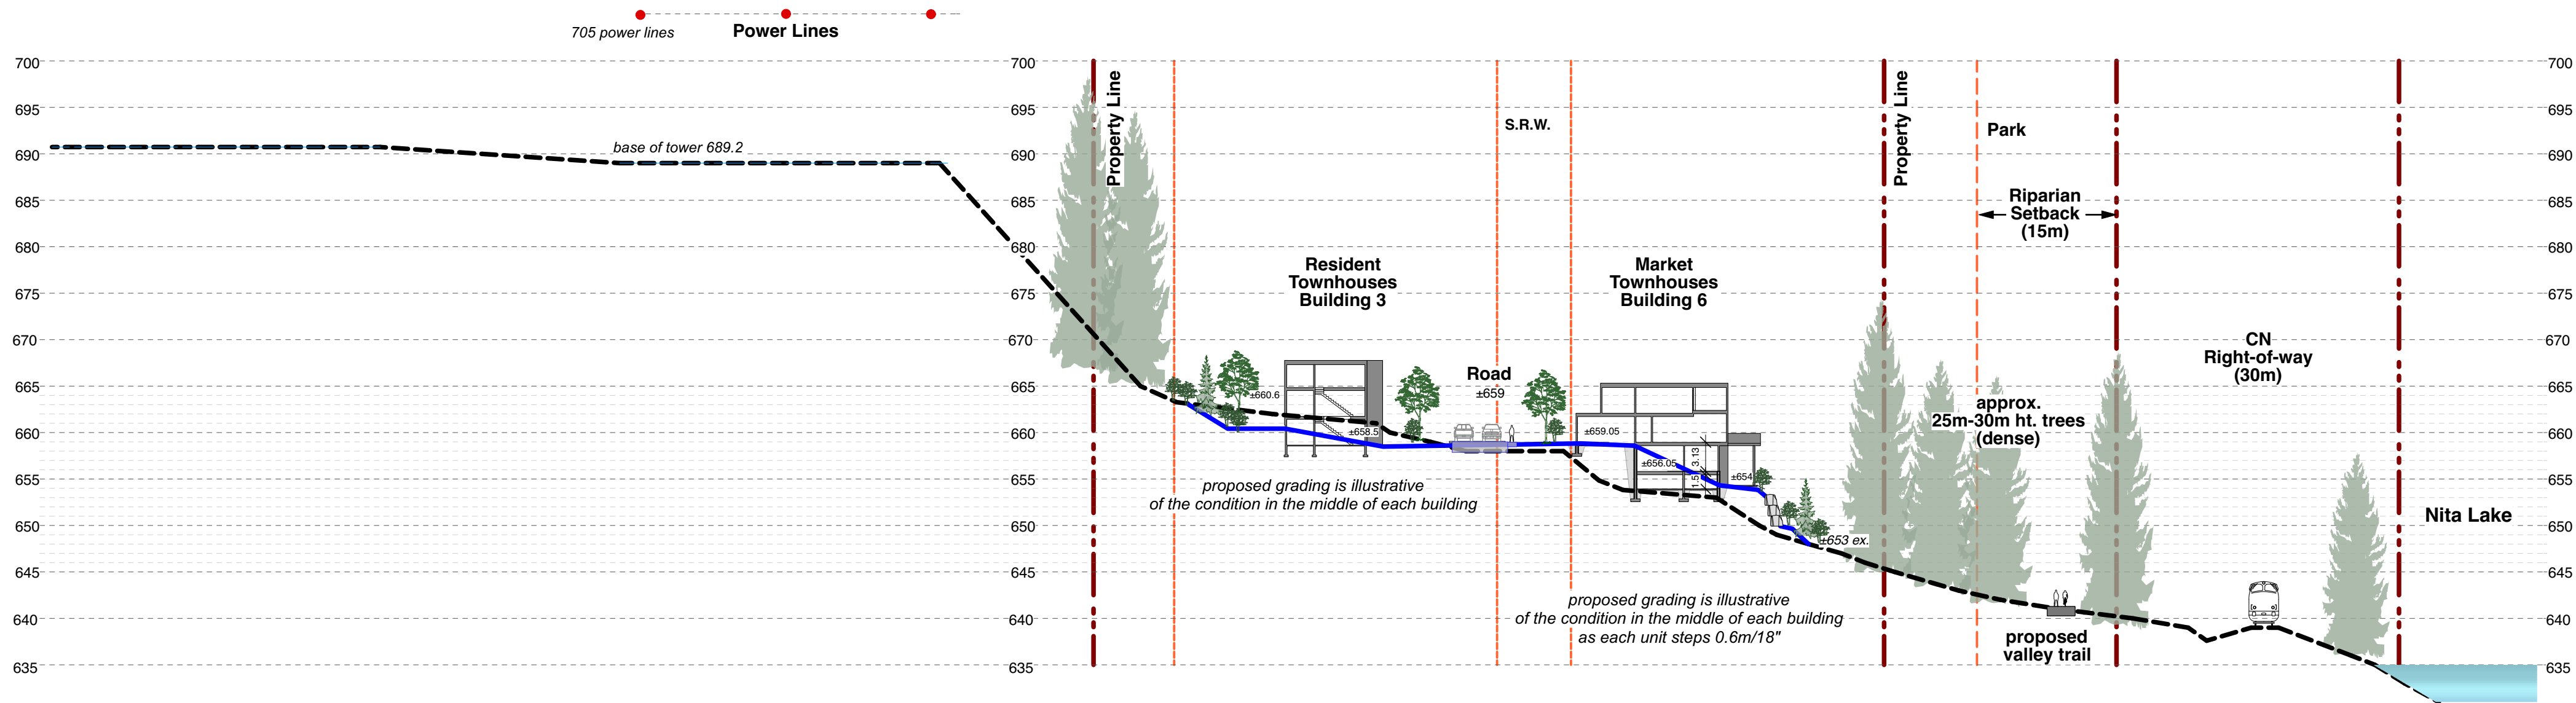 705 power lines
Power Lines
700
695
690
685
680
675
670
665
660
655
650
645
640
635
base of tower 689.2
700
695
690
685
680
675
670
665
660
655
650
645
640
635
Property Line
S.R.W.
Property Line
Park
Riparian
Setback
(15m)
Resident
Townhouses
Building 3
Market
Townhouses
Building 6
Road
±659
±660.6
±658.5
±659.05
±656.05
3.13
±654
±653 ex.
proposed grading is illustrative
of the condition in the middle of each building
proposed grading is illustrative
of the condition in the middle of each building
as each unit steps 0.6m/18"
approx.
25m-30m ht. trees
(dense)
proposed
valley trail
CN
Right-of-way
(30m)
Nita Lake
700
695
690
685
680
675
670
665
660
655
650
645
640
635